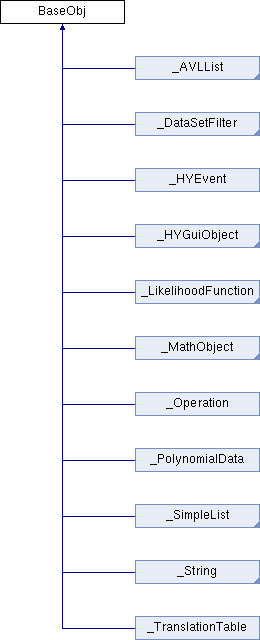 BaseObj
_AVLList
_DataSetFilter
_HYEvent
_HYGuiObject
_LikelihoodFunction
_MathObject
_Operation
_PolynomialData
_SimpleList
_String
_TranslationTable